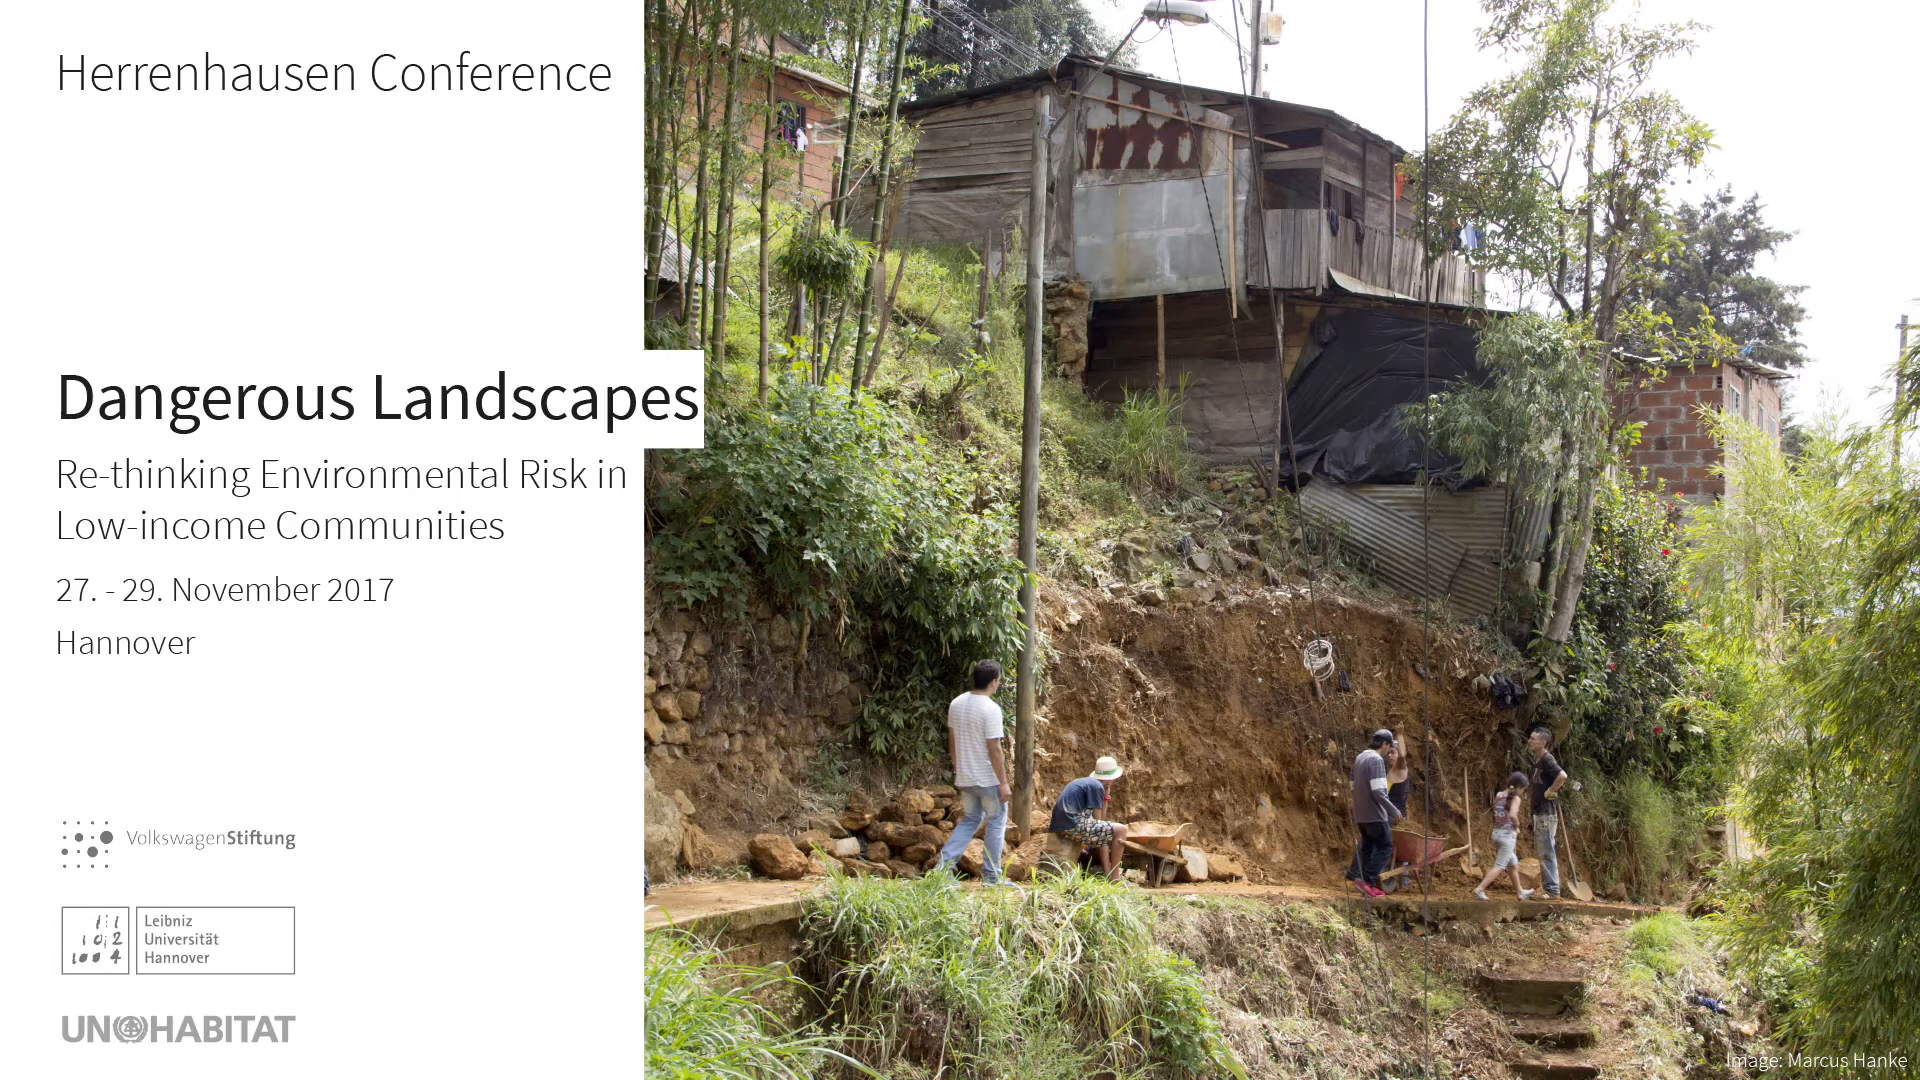 Herrenhausen Conference
Dangerous Landscapes
Re-thinking Environmental Risk in
Low-income Communities
27. - 29. November 2017
Hannover
VolkswagenStiftung
Leibniz
Universität
Hannover
UN HABITAT
Image: Marcus Hanke